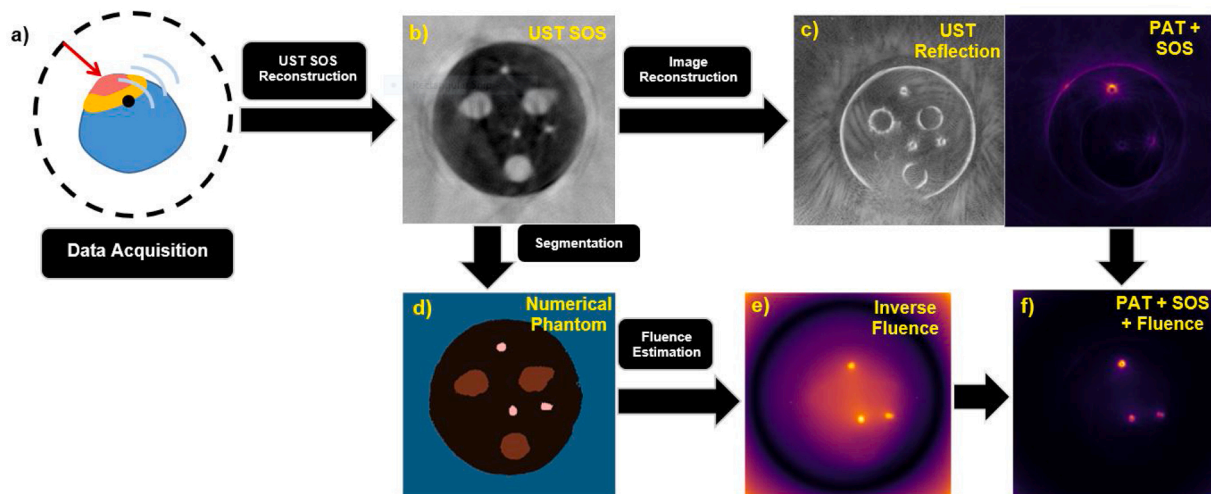 a)
UST SOS
Reconstruction
b)
UST SOS
Image
Reconstruction
c)
UST
Reflection
PAT +
SOS
Data Acquisition
Segmentation
d)
Numerical
Phantom
Fluence
Estimation
e)
Inverse
Fluence
f)
PAT + SOS
+ Fluence